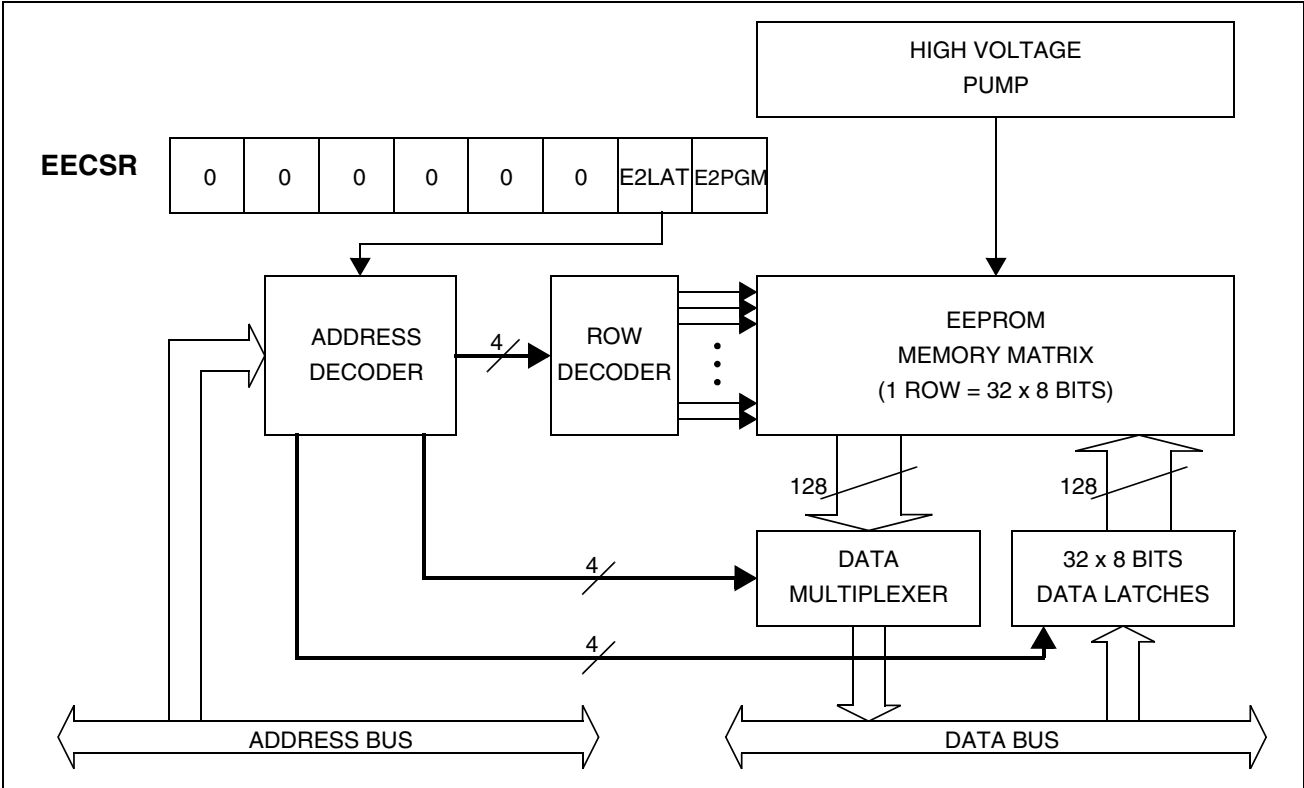 HIGH VOLTAGE
PUMP
EECSR
0 0 0 0 0 0 E2LAT E2PGM
ADDRESS
DECODER
4
ROW
DECODER
EEPROM
MEMORY MATRIX
(1 ROW = 32 x 8 BITS)
128
128
4
DATA
MULTIPLEXER
32 x 8 BITS
DATA LATCHES
4
ADDRESS BUS
DATA BUS